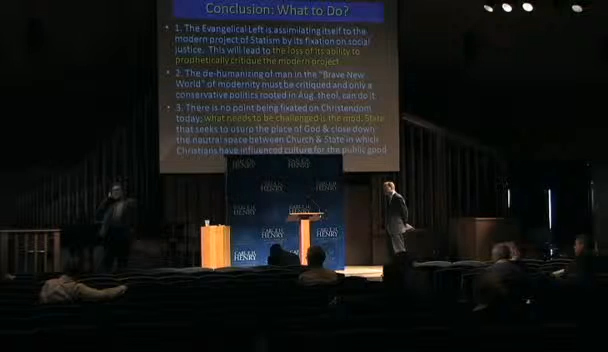 Conclusion: What to Do?
• 1. The Evangelical Left is assimilating itself to the
modern project of Statism by its fixation on social
justice. This will lead to the loss of its ability to
prophetically critique the modern project
• 2. The de-humanizing of man in the "Brave New
World" of modernity must be critiqued and only a
conservative politics rooted in Aug. theol. can do it
• 3. There is no point being fixated on Christendom
today; what needs to be challenged is the mod. State
that seeks to usurp the place of God & close down
the neutral space between Church & State in which
Christians have influenced culture for the public good
HENRY
HENRY
HENRY
HENRY
HENRY